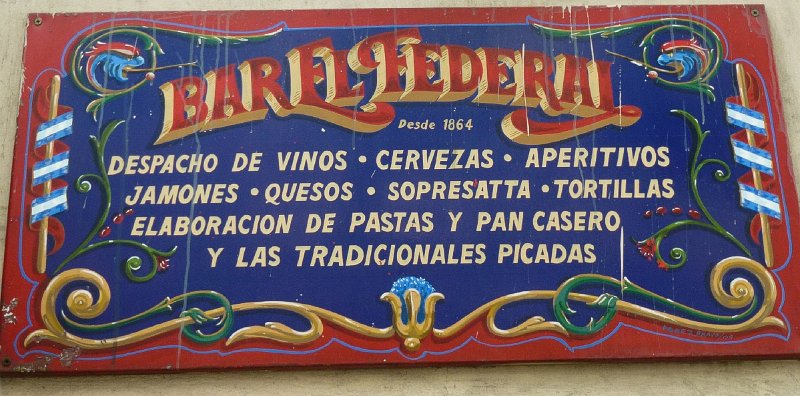 BAR EL FEDERAL
Desde 1864
DESPACHO DE VINOS • CERVEZAS • APERITIVOS
JAMONES • QUESOS • SOPRESATTA • TORTILLAS
ELABORACION DE PASTAS Y PAN CASERO
Y LAS TRADICIONALES PICADAS